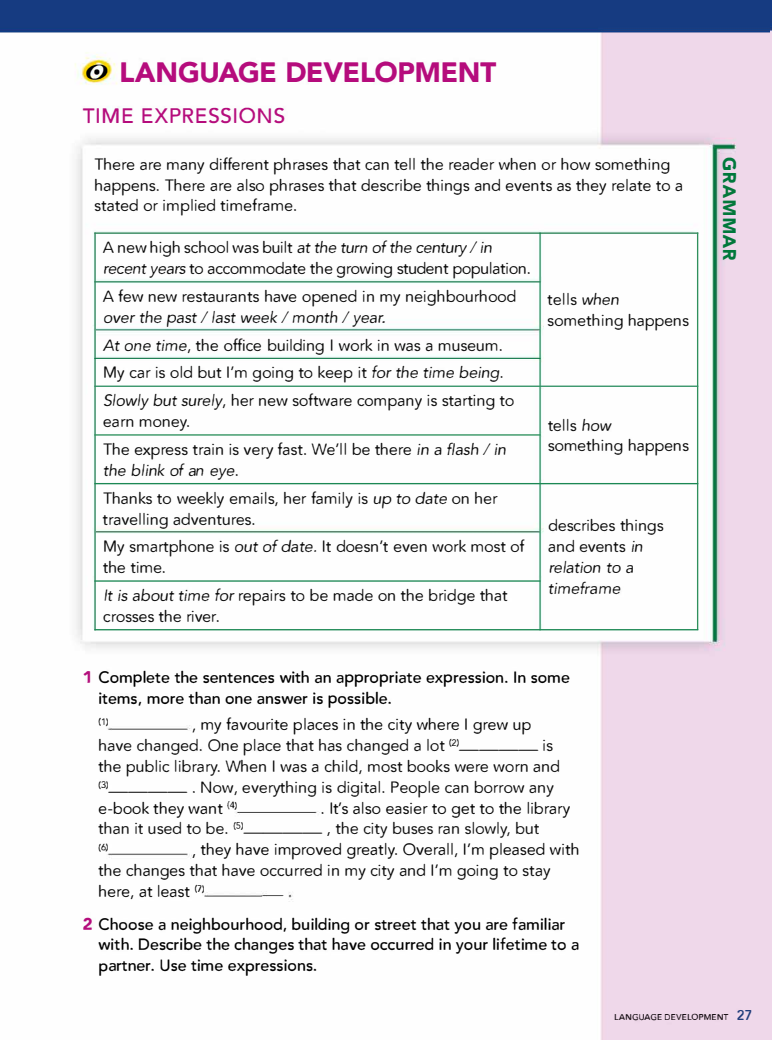 LANGUAGE DEVELOPMENT
TIME EXPRESSIONS
GRAMMAR
There are many different phrases that can tell the reader when or how something
happens. There are also phrases that describe things and events as they relate to a
stated or implied timeframe.
A new high school was built at the turn of the century / in
recent years to accommodate the growing student population.
A few new restaurants have opened in my neighbourhood
over the past / last week / month / year.
At one time, the office building I work in was a museum.
My car is old but I'm going to keep it for the time being.
tells when
something happens
Slowly but surely, her new software company is starting to
earn money.
The express train is very fast. We'll be there in a flash / in
the blink of an eye.
tells how
something happens
Thanks to weekly emails, her family is up to date on her
travelling adventures.
My smartphone is out of date. It doesn't even work most of
the time.
It is about time for repairs to be made on the bridge that
crosses the river.
describes things
and events in
relation to a
timeframe
1 Complete the sentences with an appropriate expression. In some
items, more than one answer is possible.
(1)__________ , my favourite places in the city where I grew up
have changed. One place that has changed a lot (2)__________ is
the public library. When I was a child, most books were worn and
(3)__________ . Now, everything is digital. People can borrow any
e-book they want (4)__________ . It's also easier to get to the library
than it used to be. (5)__________ , the city buses ran slowly, but
(6)__________ , they have improved greatly. Overall, I'm pleased with
the changes that have occurred in my city and I'm going to stay
here, at least (7)__________ .
2 Choose a neighbourhood, building or street that you are familiar
with. Describe the changes that have occurred in your lifetime to a
partner. Use time expressions.
LANGUAGE DEVELOPMENT 27